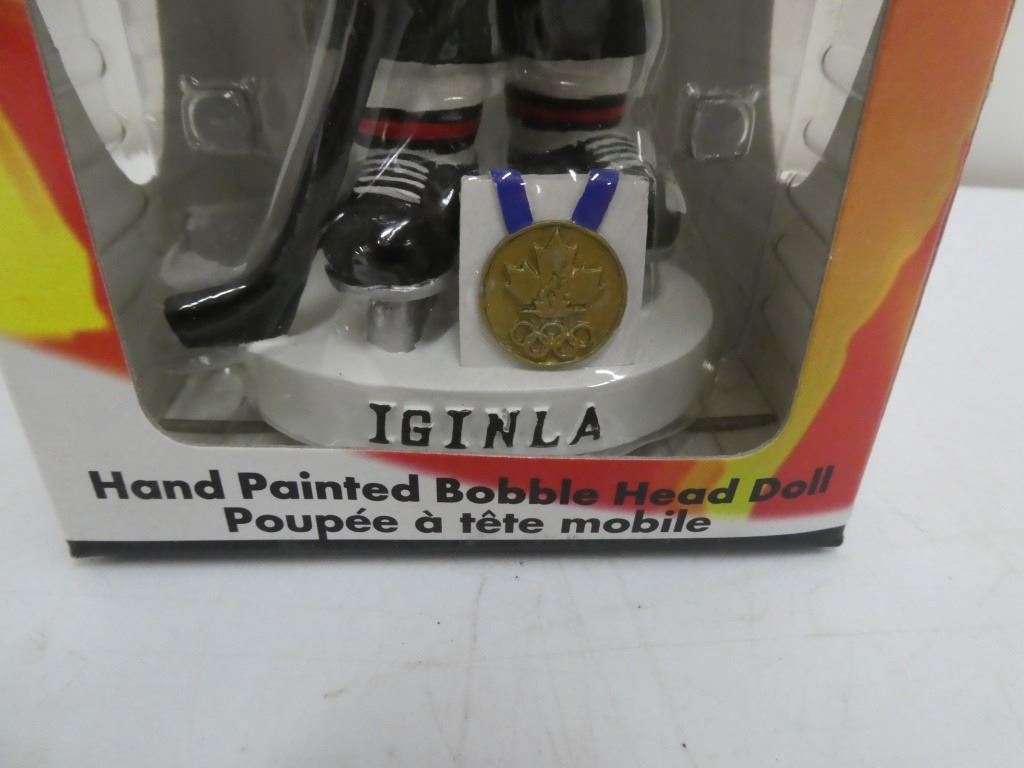 IGINLA
Hand Painted Bobble Head Doll
Poupée à tête mobile